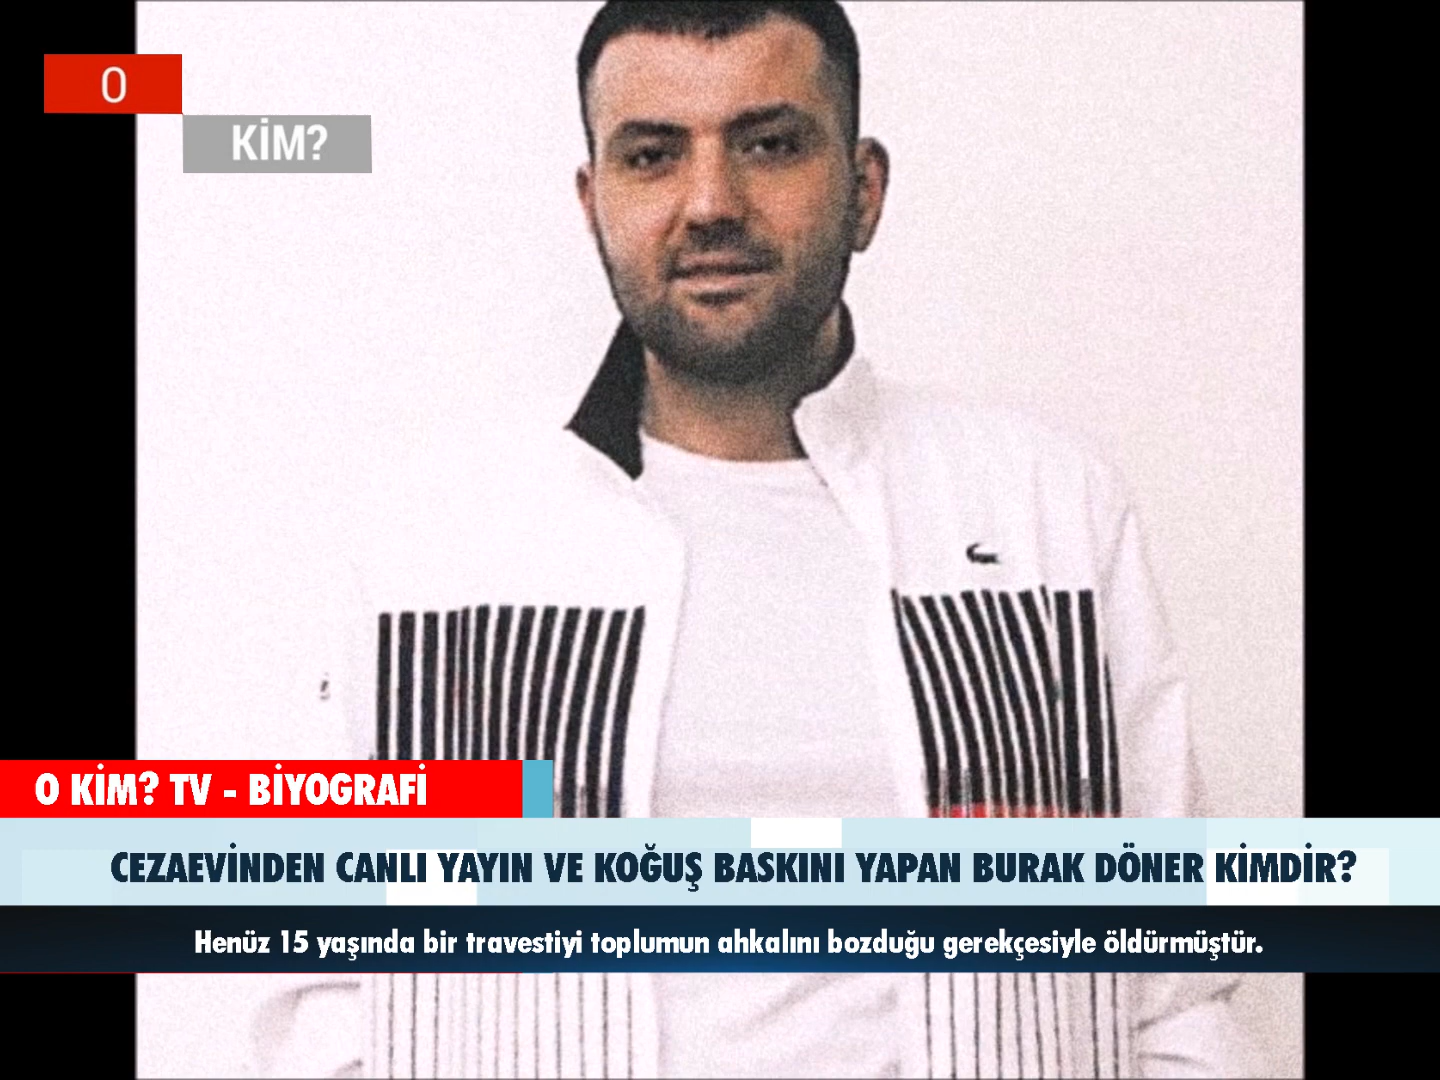 O
KİM?
O KİM? TV - BİYOGRAFİ
CEZAEVİNDEN CANLI YAYIN VE KOĞUŞ BASKINI YAPAN BURAK DÖNER KİMDİR?
Henüz 15 yaşında bir travestiyi toplumun ahkalını bozduğu gerekçesiyle öldürmüştür.